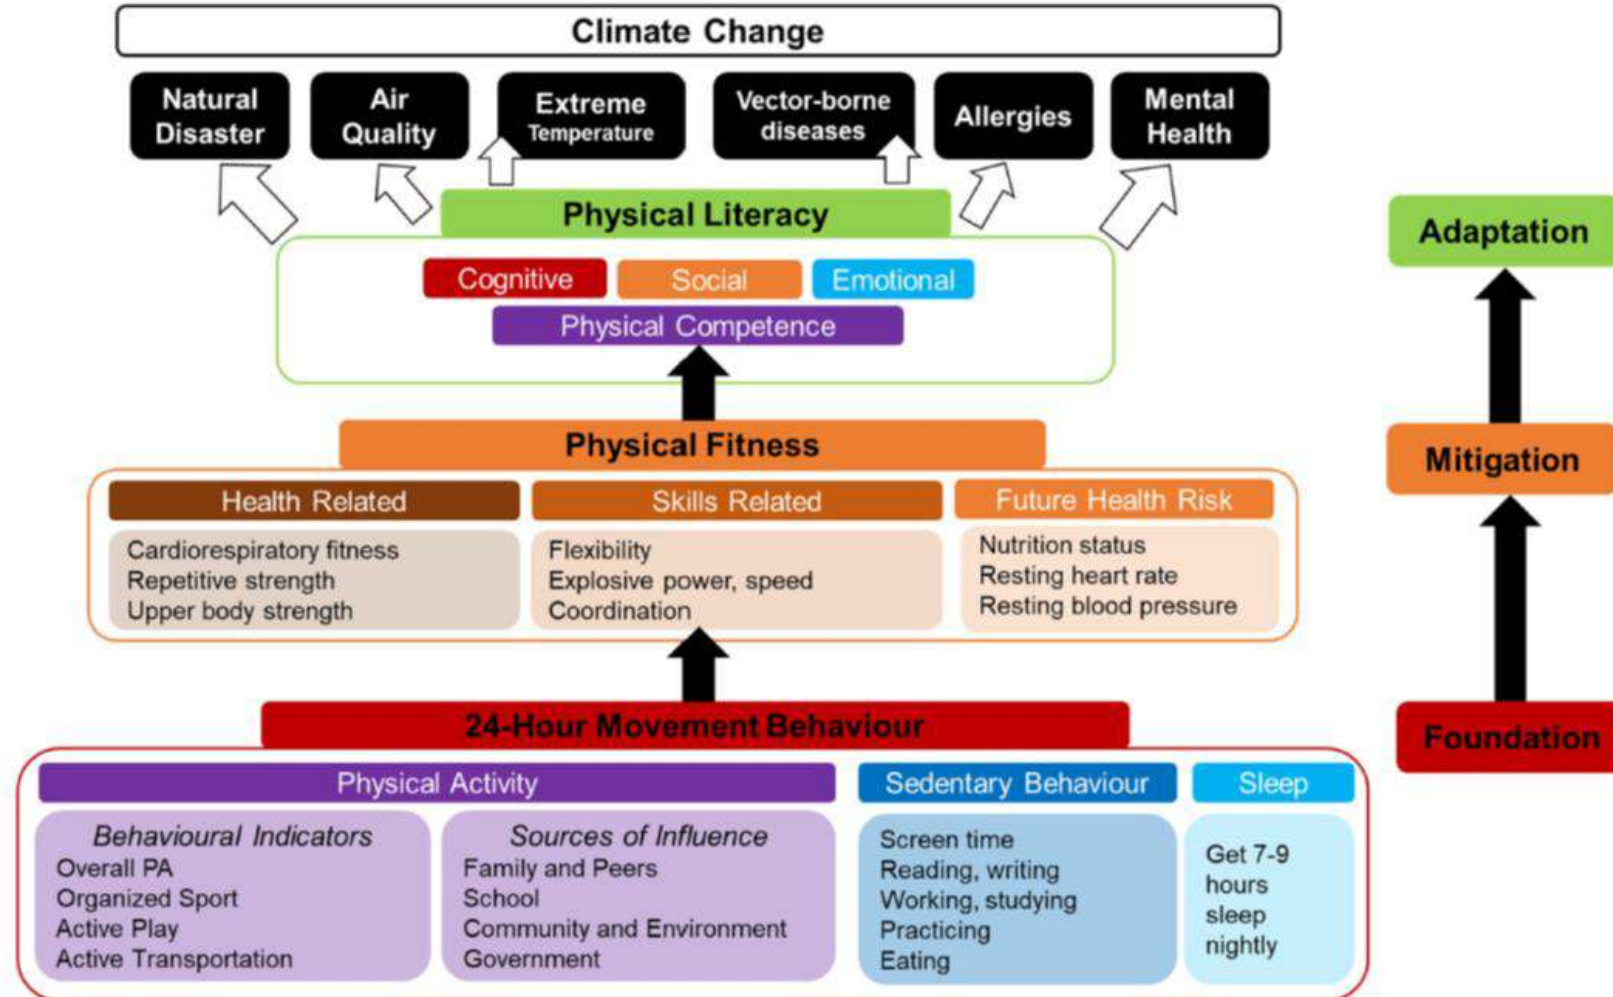 Climate Change
Natural
Disaster
Air
Quality
Extreme
Temperature
Vector-borne
diseases
Allergies
Mental
Health
Physical Literacy
Cognitive
Social
Emotional
Physical Competence
Physical Fitness
Health Related
Cardiorespiratory fitness
Repetitive strength
Upper body strength
Skills Related
Flexibility
Explosive power, speed
Coordination
Future Health Risk
Nutrition status
Resting heart rate
Resting blood pressure
24-Hour Movement Behaviour
Physical Activity
Behavioural Indicators
Overall PA
Organized Sport
Active Play
Active Transportation
Sources of Influence
Family and Peers
School
Community and Environment
Government
Sedentary Behaviour
Screen time
Reading, writing
Working, studying
Practicing
Eating
Sleep
Get 7-9
hours
sleep
nightly
Adaptation
Mitigation
Foundation